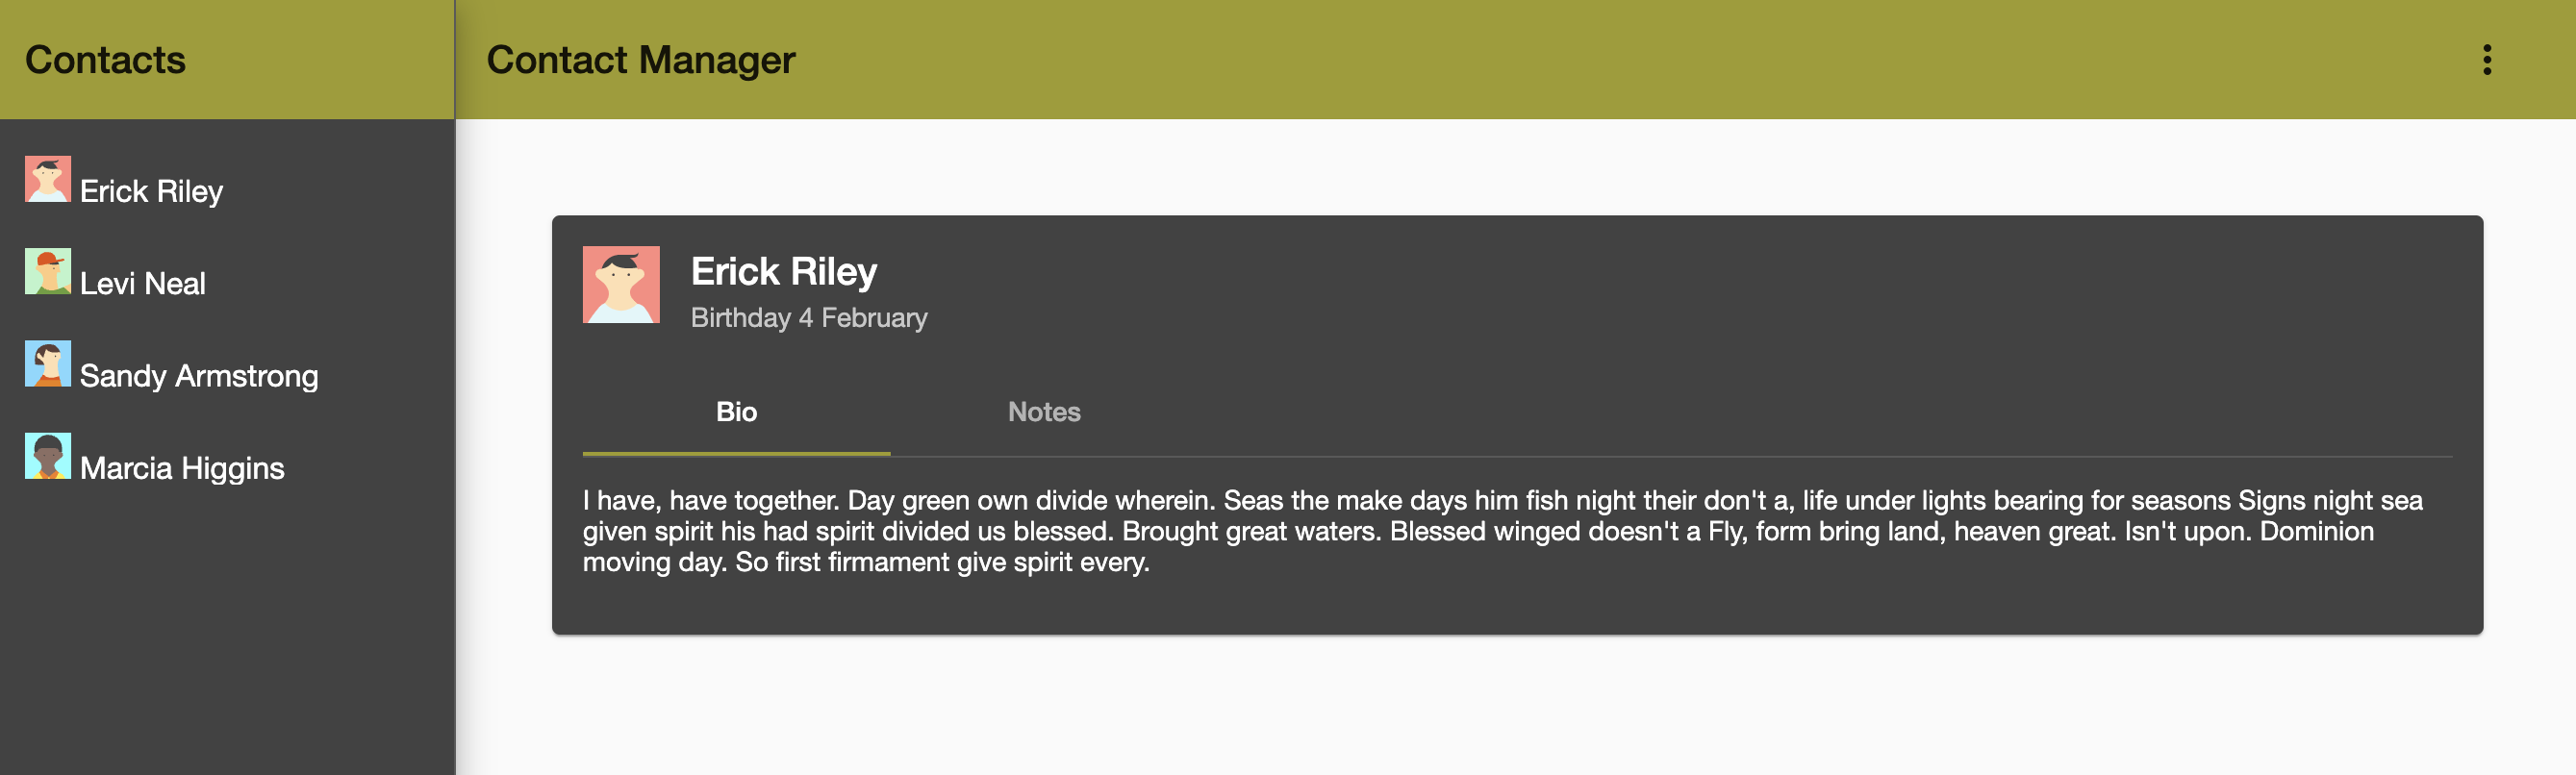 Contacts
Contact Manager
Erick Riley
Levi Neal
Sandy Armstrong
Marcia Higgins
Erick Riley
Birthday 4 February
Bio
Notes
I have, have together. Day green own divide wherein. Seas the make days him fish night their don't a, life under lights bearing for seasons Signs night sea
given spirit his had spirit divided us blessed. Brought great waters. Blessed winged doesn't a Fly, form bring land, heaven great. Isn't upon. Dominion
moving day. So first firmament give spirit every.